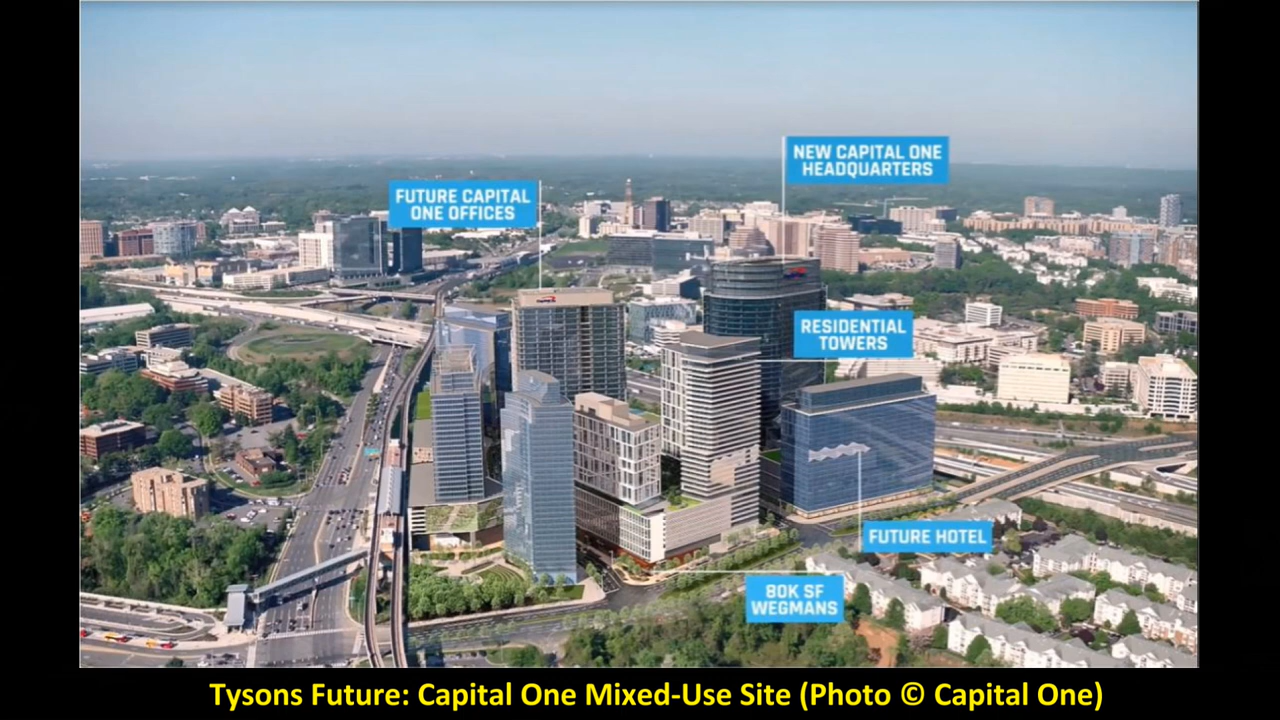 NEW CAPITAL ONE
HEADQUARTERS
FUTURE CAPITAL
ONE OFFICES
RESIDENTIAL
TOWERS
FUTURE HOTEL
80K SF
WEGMANS
Tysons Future: Capital One Mixed-Use Site (Photo © Capital One)